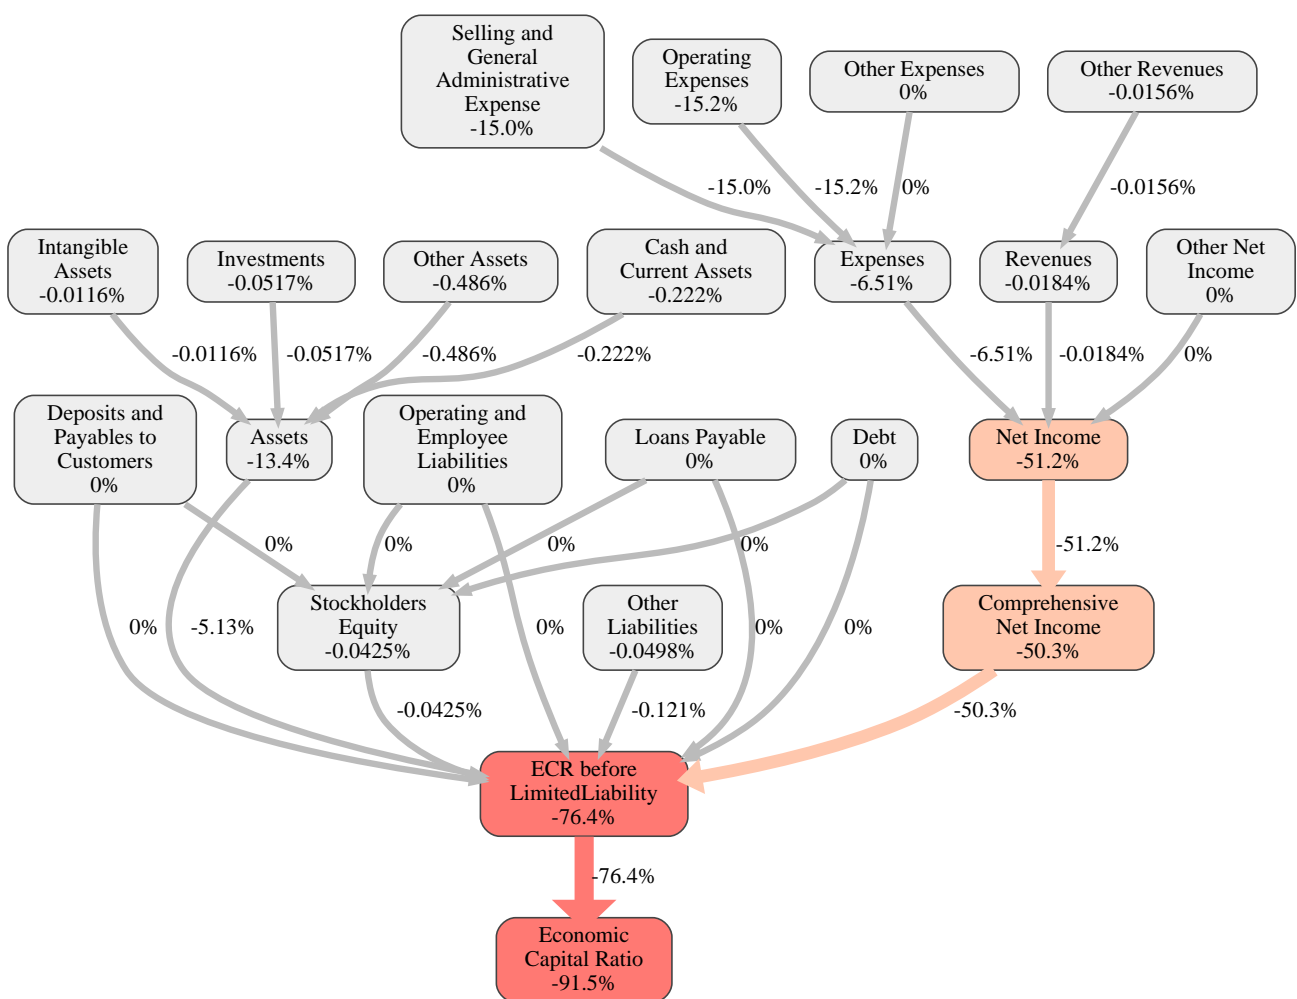 Selling and
General
Administrative
Expense
-15.0%
Operating
Expenses
-15.2%
Other Expenses
0%
Other Revenues
-0.0156%
-15.0%
-15.2%
0%
-0.0156%
Intangible
Assets
-0.0116%
Investments
-0.0517%
Other Assets
-0.486%
Cash and
Current Assets
-0.222%
Expenses
-6.51%
Revenues
-0.0184%
Other Net
Income
0%
-0.0116%
-0.0517%
-0.486%
-0.222%
-6.51%
-0.0184%
0%
Deposits and
Payables to
Customers
0%
Assets
-13.4%
Operating and
Employee
Liabilities
0%
Loans Payable
0%
Debt
0%
Net Income
-51.2%
0%
0%
0%
0%
-51.2%
Stockholders
Equity
-0.0425%
Other
Liabilities
-0.0498%
Comprehensive
Net Income
-50.3%
0%
-5.13%
0%
0%
0%
-0.0425%
-0.121%
-50.3%
ECR before
LimitedLiability
-76.4%
-76.4%
Economic
Capital Ratio
-91.5%